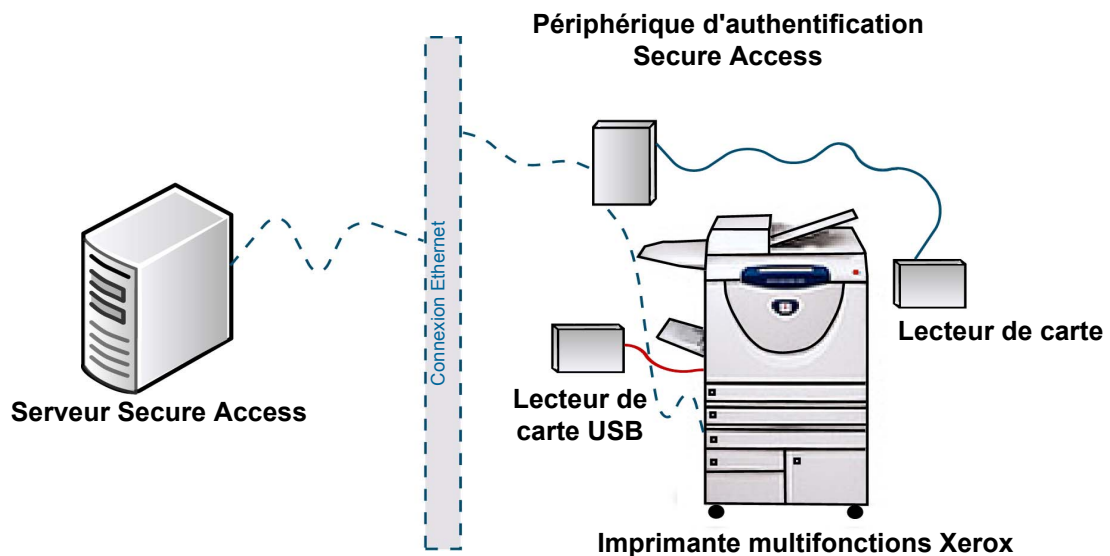 Périphérique d'authentification
Secure Access
Connexion Ethernet
Lecteur de carte
Lecteur de
carte USB
Serveur Secure Access
Imprimante multifonctions Xerox